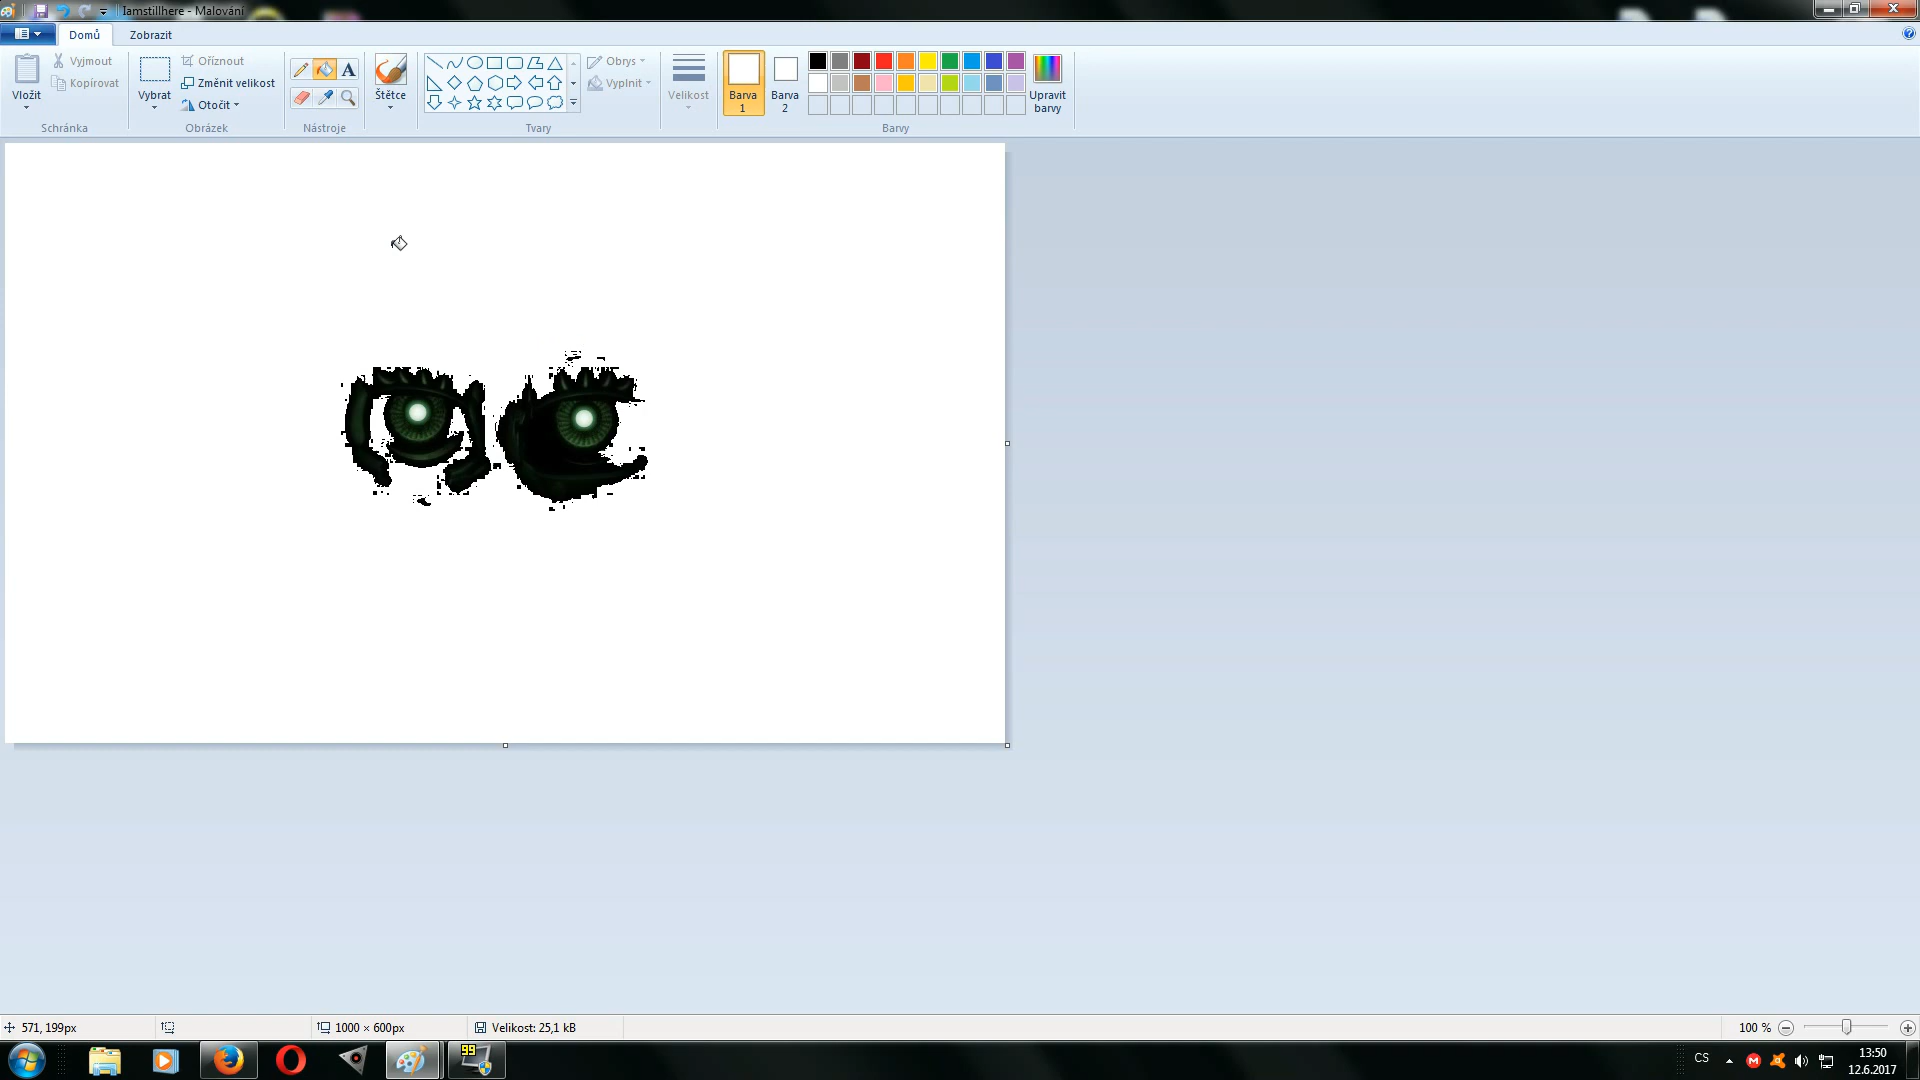 Iamstillhere - Malování
Domů
Zobrazit
Vložit
Vyjmout
Kopírovat
Schránka
Vybrat
Oříznout
Změnit velikost
Otočit
Obrázek
A
Nástroje
Štětce
Tvary
Obrys
Vyplnit
Velikost
Barva
1
Barva
2
Barvy
Upravit
barvy
571, 199px
1000 × 600px
Velikost: 25,1 kB
100 %
99
CS
13:50
12.6.2017